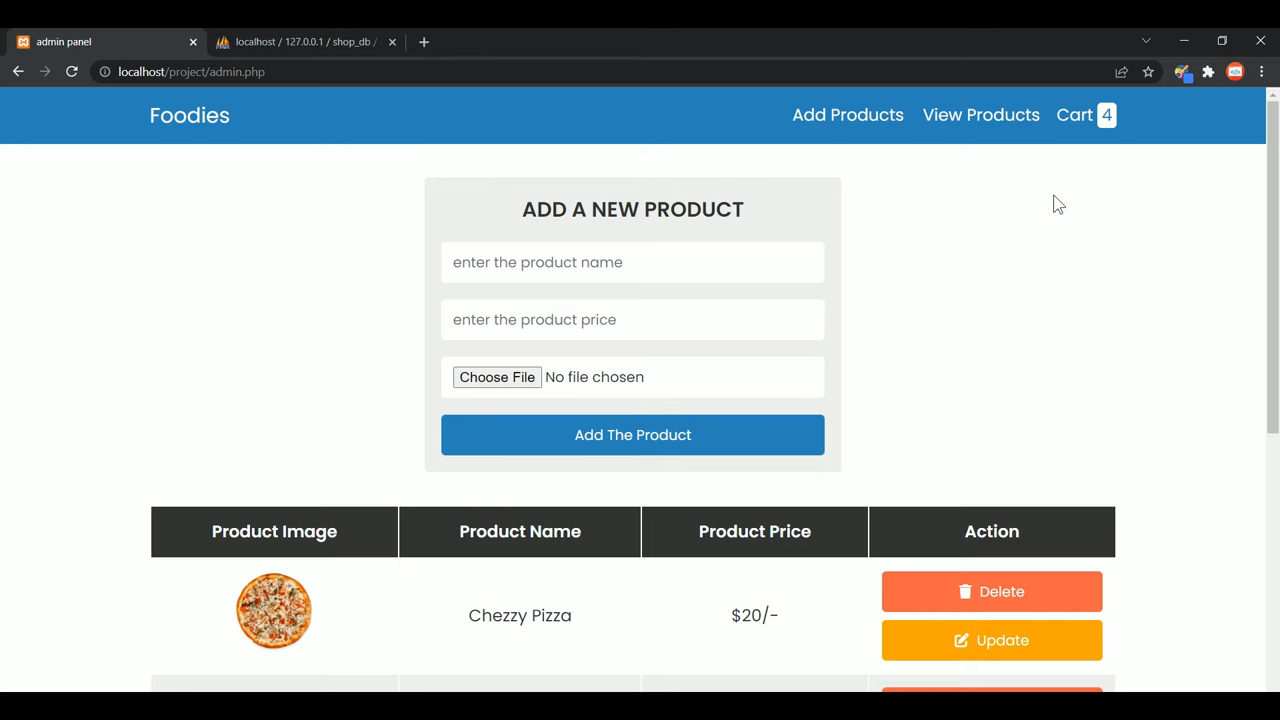 admin panel
localhost / 127.0.0.1 / shop_db /
localhost/project/admin.php
Foodies
Add Products
View Products
Cart 4
ADD A NEW PRODUCT
enter the product name
enter the product price
Choose File No file chosen
Add The Product
Product Image
Product Name
Product Price
Action
Chezzy Pizza
$20/-
Delete
Update